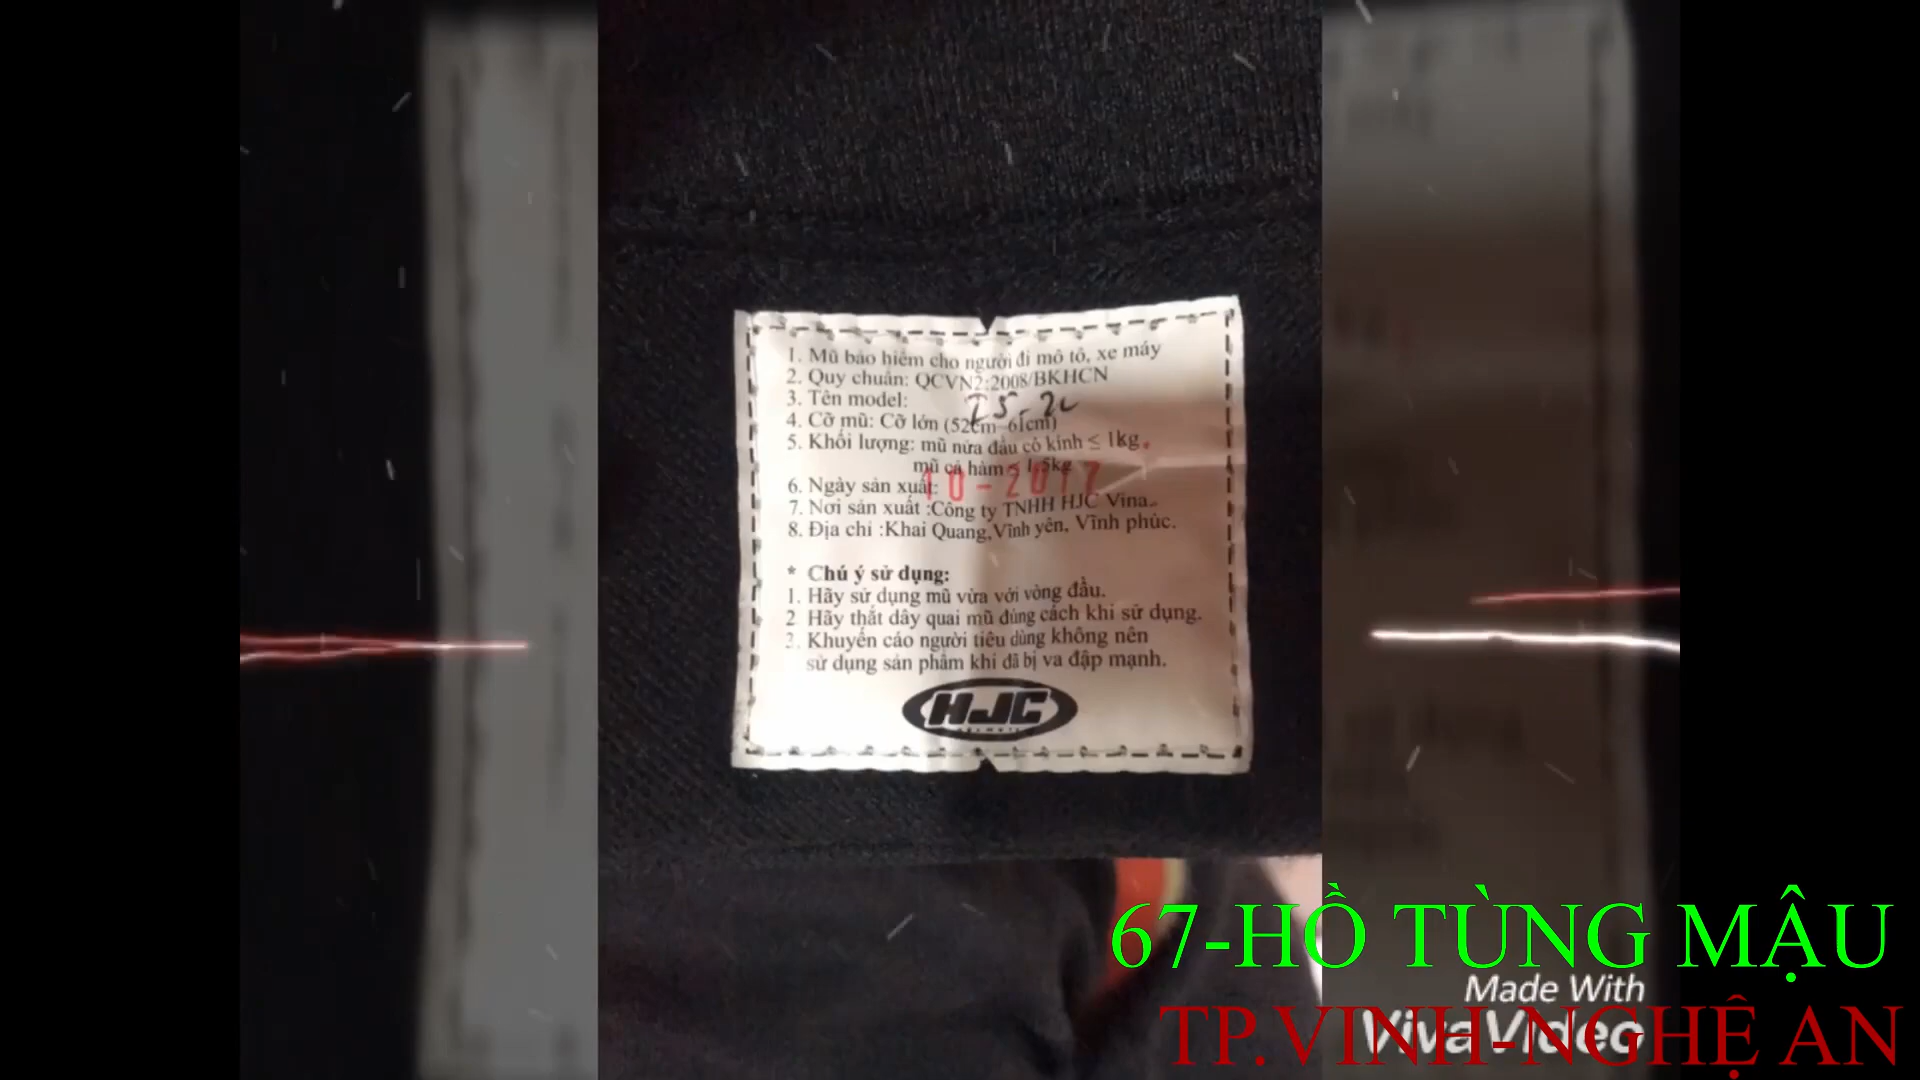 1. Mũ bảo hiểm cho người đi mô tô, xe máy
2. Quy chuẩn: QCVN2:2008/BKHCN
3. Tên model:
4. Cỡ mũ: Cỡ lớn (52cm-61cm)
5. Khối lượng: mũ nửa đầu có kính ≤ 1kg.
mũ cả hàm ≤ 1,5kg
6. Ngày sản xuất: 10-2017
7. Nơi sản xuất :Công ty TNHH HJC Vina.
8. Địa chỉ :Khai Quang,Vĩnh yên, Vĩnh phúc.
* Chú ý sử dụng:
1. Hãy sử dụng mũ vừa với vòng đầu.
2. Hãy thắt dây quai mũ đúng cách khi sử dụng.
3. Khuyến cáo người tiêu dùng không nên
sử dụng sản phẩm khi đã bị va đập mạnh.
HJC
67-HỒ TÙNG MẬU
Made With
VivaVideo
TP.VINH-NGHỆ AN